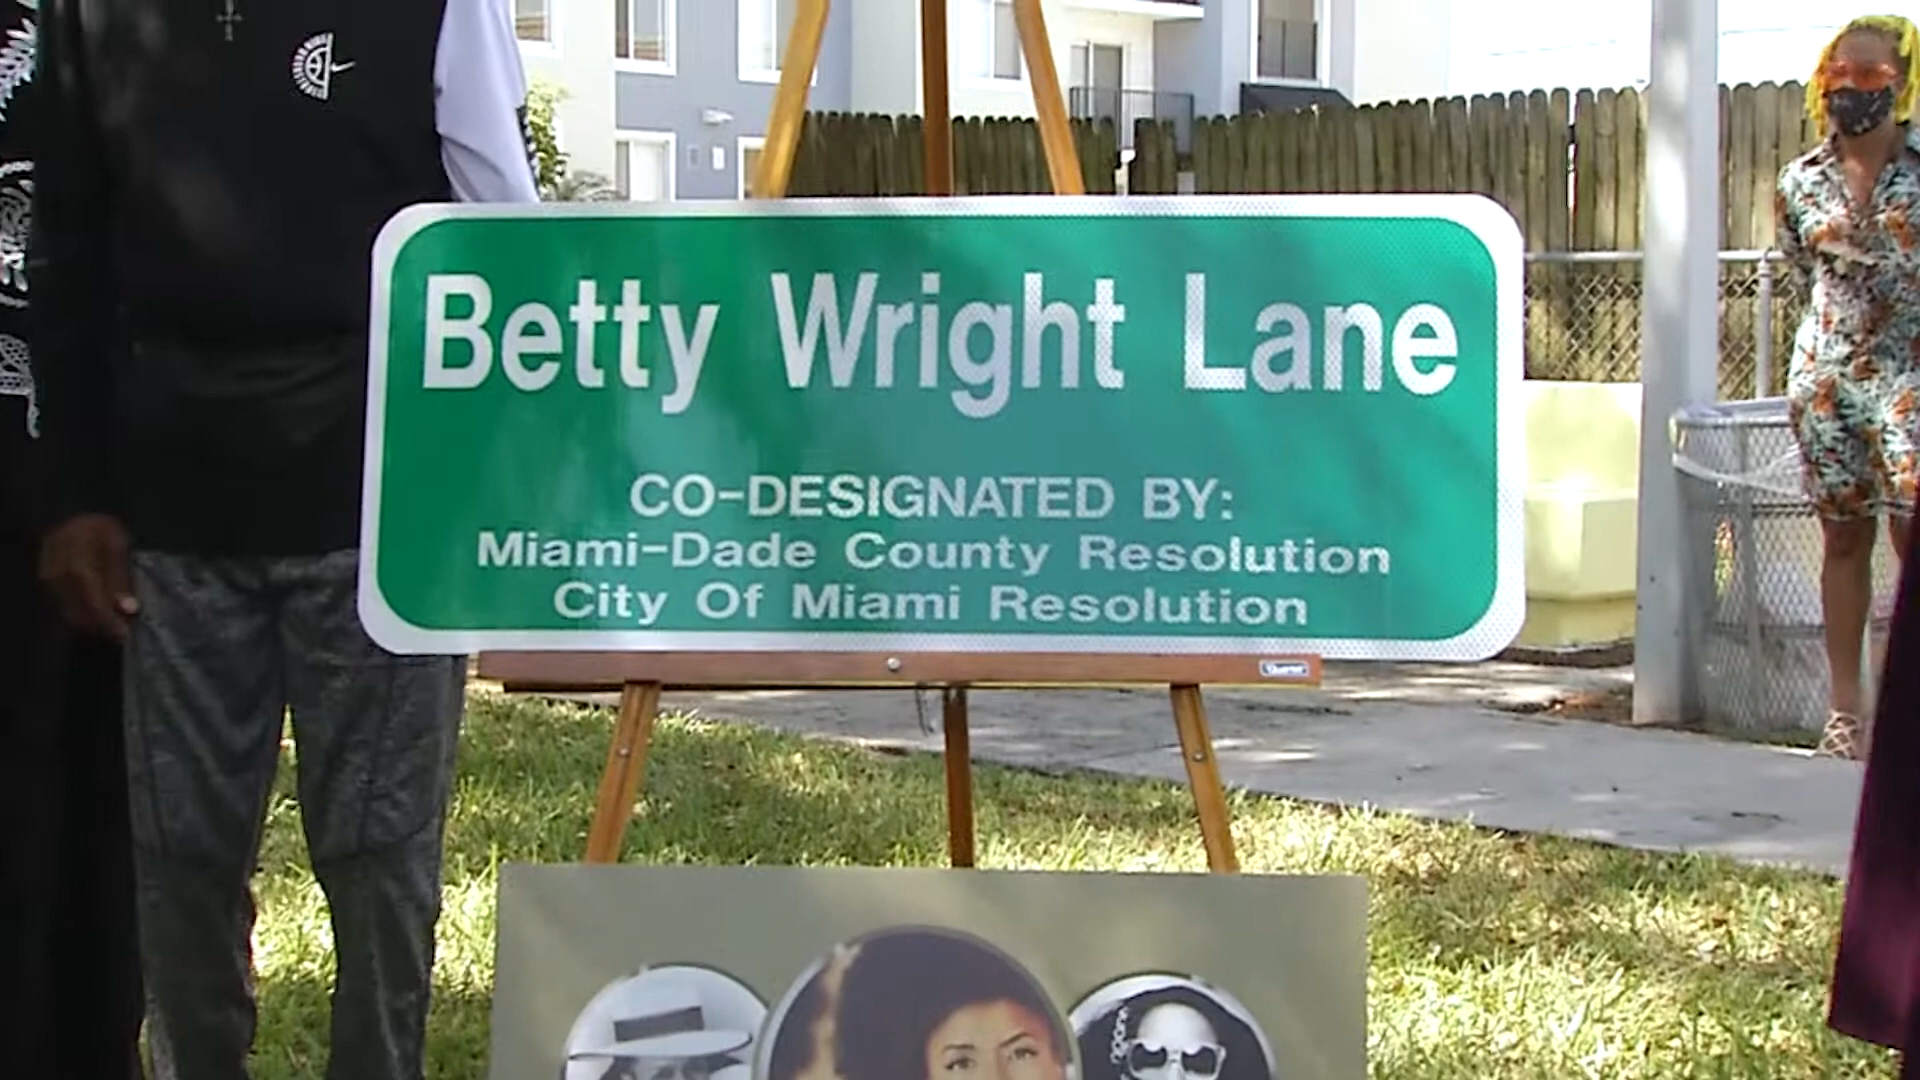 Betty Wright Lane
CO-DESIGNATED BY:
Miami-Dade County Resolution
City Of Miami Resolution